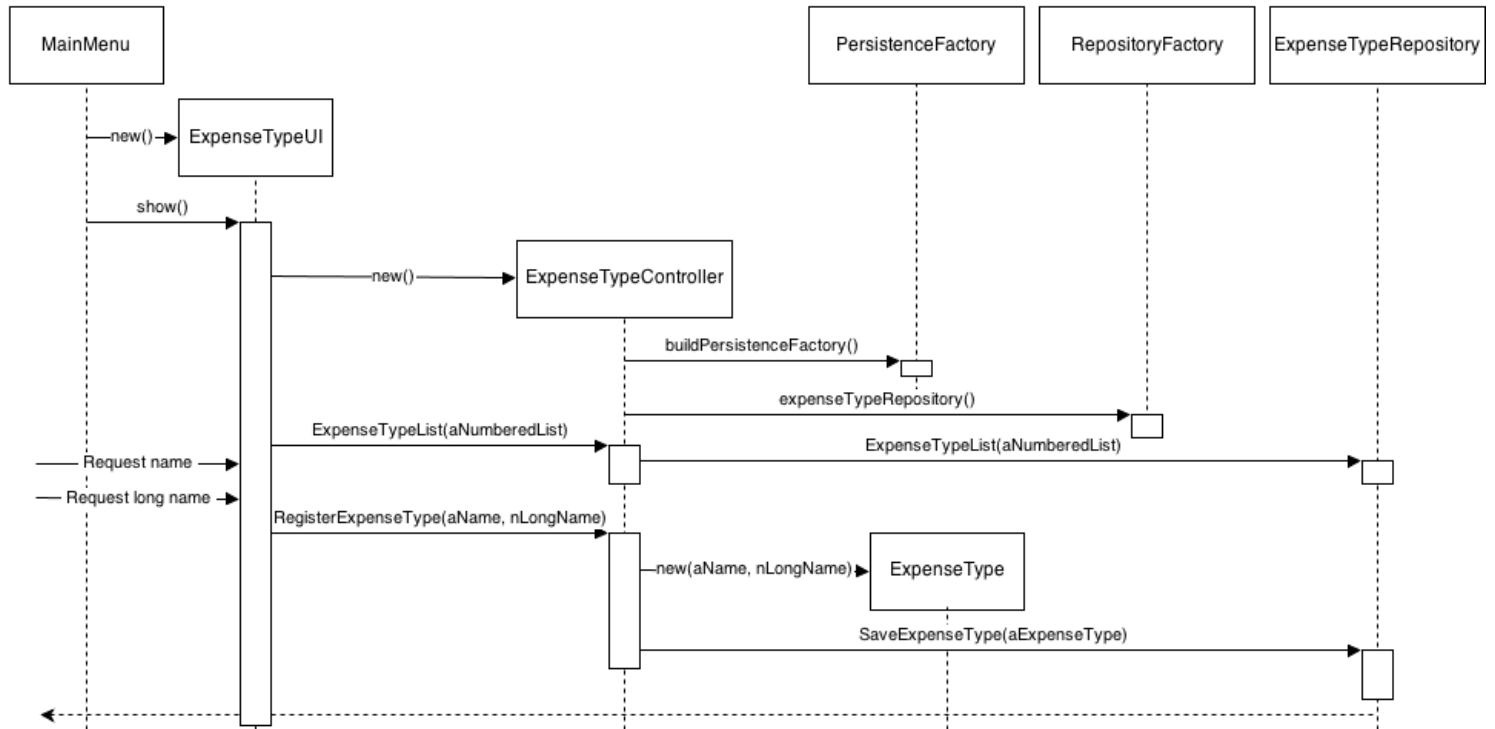 MainMenu
PersistenceFactory
RepositoryFactory
ExpenseTypeRepository
new()
ExpenseTypeUI
show()
new()
ExpenseTypeController
buildPersistenceFactory()
expenseTypeRepository()
ExpenseTypeList(aNumberedList)
ExpenseTypeList(aNumberedList)
Request name
Request long name
RegisterExpenseType(aName, nLongName)
new(aName, nLongName)
ExpenseType
SaveExpenseType(aExpenseType)